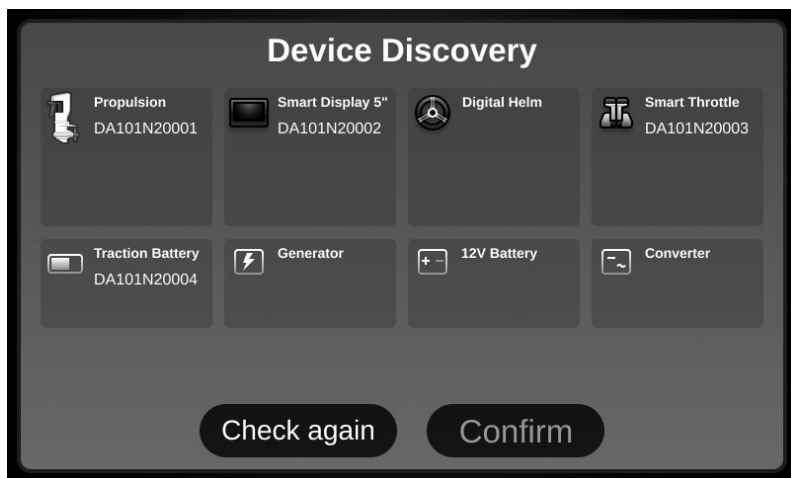 Device Discovery
Propulsion
DA101N20001
Smart Display 5"
DA101N20002
Digital Helm
Smart Throttle
DA101N20003
Traction Battery
DA101N20004
Generator
12V Battery
Converter
Check again
Confirm